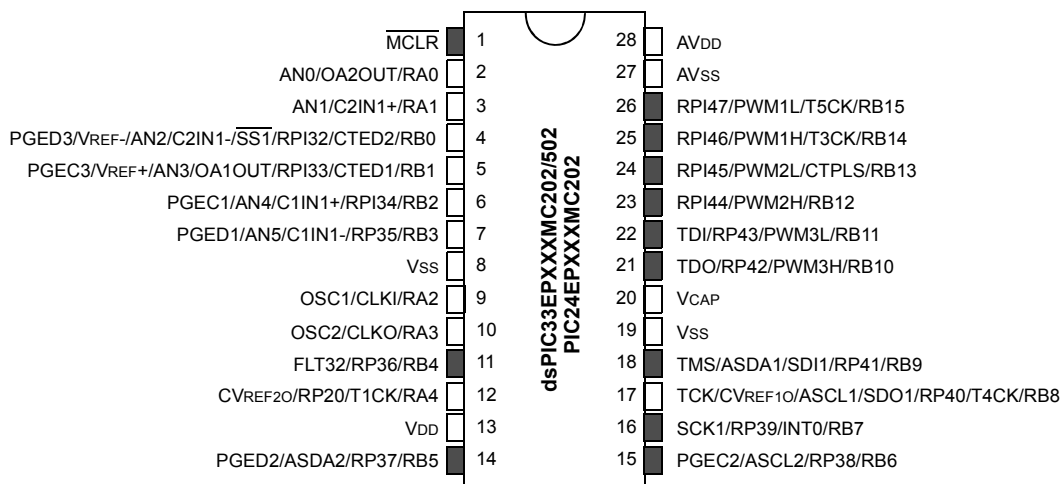 MCLR 1 28 AVDD
AN0/OA2OUT/RA0 2 27 AVSS
AN1/C2IN1+/RA1 3 26 RPI47/PWM1L/T5CK/RB15
PGED3/VREF-/AN2/C2IN1-/SS1/RPI32/CTED2/RB0 4 25 RPI46/PWM1H/T3CK/RB14
PGEC3/VREF+/AN3/OA1OUT/RPI33/CTED1/RB1 5 24 RPI45/PWM2L/CTPLS/RB13
PGEC1/AN4/C1IN1+/RPI34/RB2 6 23 RPI44/PWM2H/RB12
PGED1/AN5/C1IN1-/RP35/RB3 7 22 TDI/RP43/PWM3L/RB11
VSS 8 21 TDO/RP42/PWM3H/RB10
OSC1/CLKI/RA2 9 20 VCAP
OSC2/CLKO/RA3 10 19 VSS
FLT32/RP36/RB4 11 18 TMS/ASDA1/SDI1/RP41/RB9
CVREF2O/RP20/T1CK/RA4 12 17 TCK/CVREF1O/ASCL1/SDO1/RP40/T4CK/RB8
VDD 13 16 SCK1/RP39/INT0/RB7
PGED2/ASDA2/RP37/RB5 14 15 PGEC2/ASCL2/RP38/RB6
dsPIC33EPXXXMC202/502
PIC24EPXXXMC202